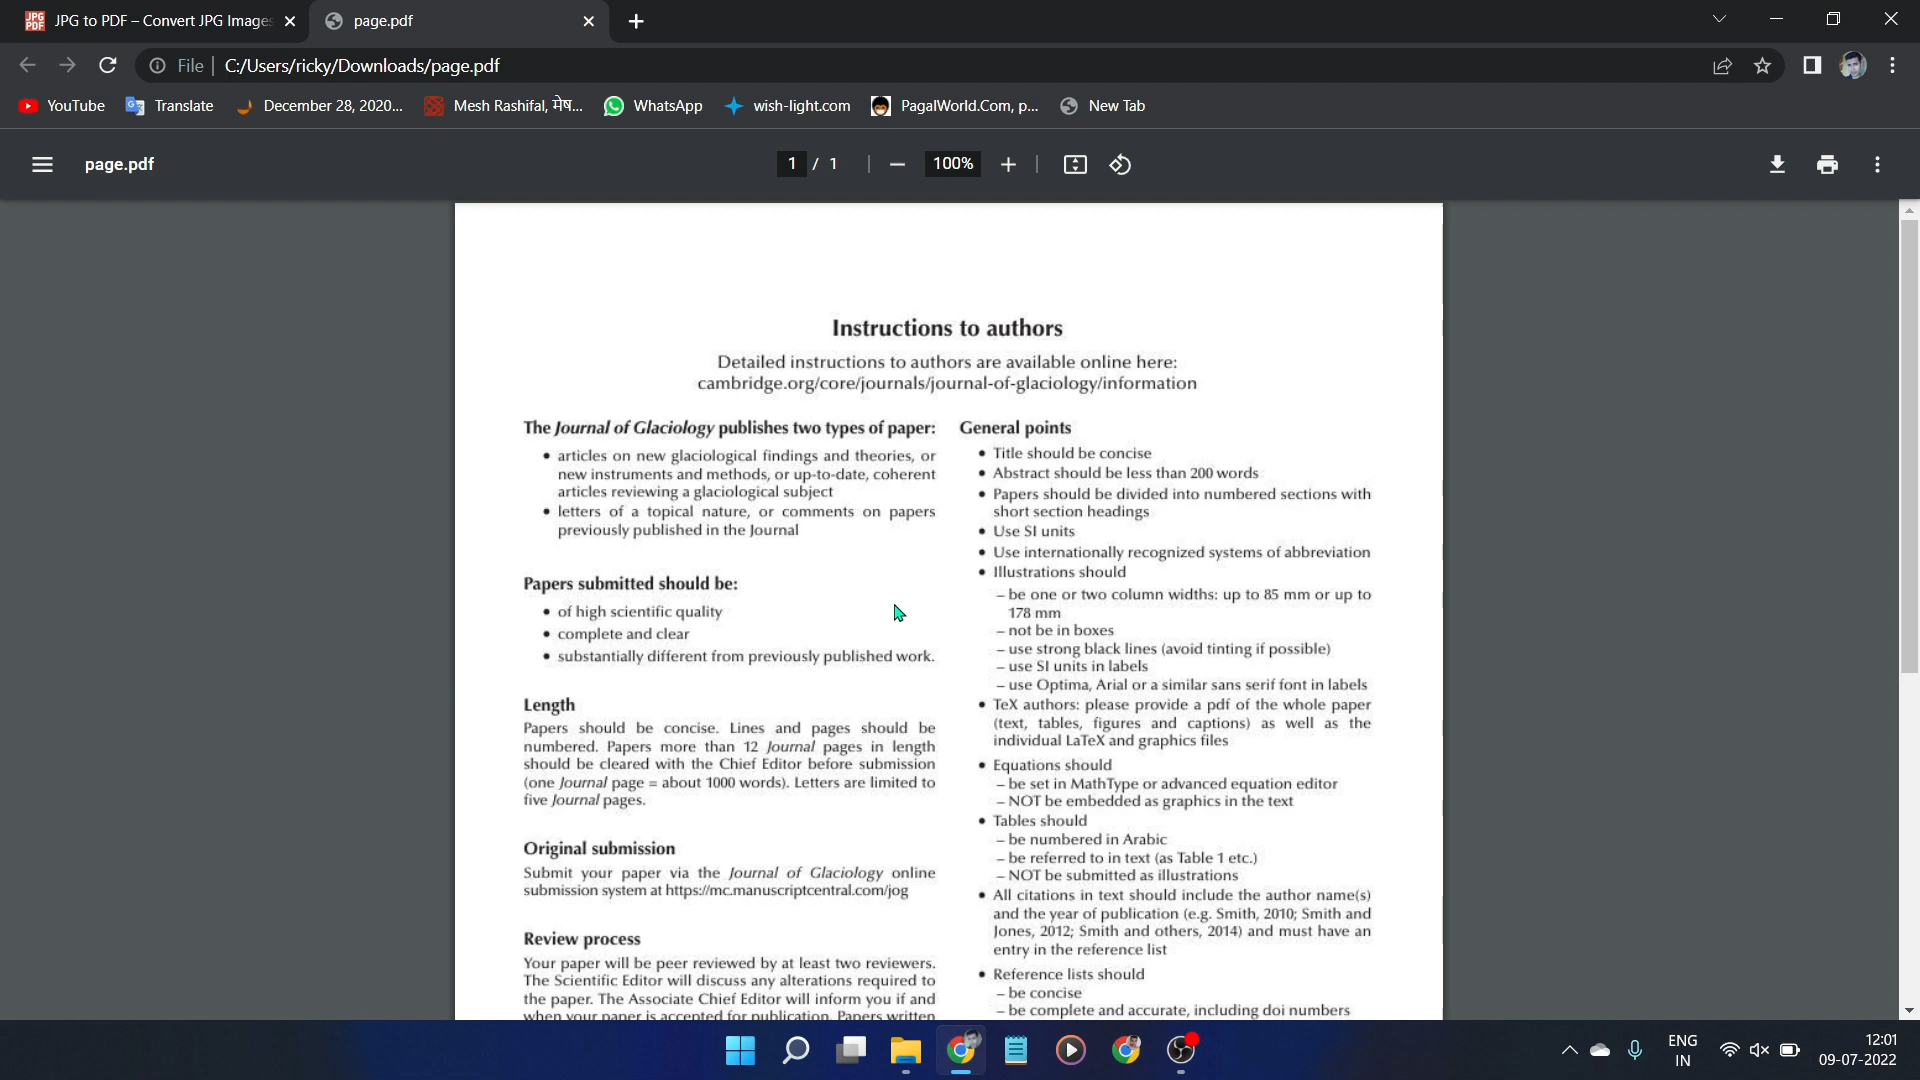 JPG to PDF – Convert JPG Images
page.pdf
File
C:/Users/ricky/Downloads/page.pdf
YouTube
Translate
December 28, 2020...
Mesh Rashifal, मेष...
WhatsApp
wish-light.com
PagalWorld.Com, p...
New Tab
page.pdf
1 / 1
100%
Instructions to authors
Detailed instructions to authors are available online here:
cambridge.org/core/journals/journal-of-glaciology/information
The Journal of Glaciology publishes two types of paper:
• articles on new glaciological findings and theories, or
new instruments and methods, or up-to-date, coherent
articles reviewing a glaciological subject
• letters of a topical nature, or comments on papers
previously published in the Journal
Papers submitted should be:
• of high scientific quality
• complete and clear
• substantially different from previously published work.
Length
Papers should be concise. Lines and pages should be
numbered. Papers more than 12 Journal pages in length
should be cleared with the Chief Editor before submission
(one Journal page = about 1000 words). Letters are limited to
five Journal pages.
Original submission
Submit your paper via the Journal of Glaciology online
submission system at https://mc.manuscriptcentral.com/jog
Review process
Your paper will be peer reviewed by at least two reviewers.
The Scientific Editor will discuss any alterations required to
the paper. The Associate Chief Editor will inform you if and
when your paper is accepted for publication. Papers written
General points
• Title should be concise
• Abstract should be less than 200 words
• Papers should be divided into numbered sections with
short section headings
• Use SI units
• Use internationally recognized systems of abbreviation
• Illustrations should
– be one or two column widths: up to 85 mm or up to
178 mm
– not be in boxes
– use strong black lines (avoid tinting if possible)
– use SI units in labels
– use Optima, Arial or a similar sans serif font in labels
• TeX authors: please provide a pdf of the whole paper
(text, tables, figures and captions) as well as the
individual LaTeX and graphics files
• Equations should
– be set in MathType or advanced equation editor
– NOT be embedded as graphics in the text
• Tables should
– be numbered in Arabic
– be referred to in text (as Table 1 etc.)
– NOT be submitted as illustrations
• All citations in text should include the author name(s)
and the year of publication (e.g. Smith, 2010; Smith and
Jones, 2012; Smith and others, 2014) and must have an
entry in the reference list
• Reference lists should
– be concise
– be complete and accurate, including doi numbers
ENG
IN
12:01
09-07-2022